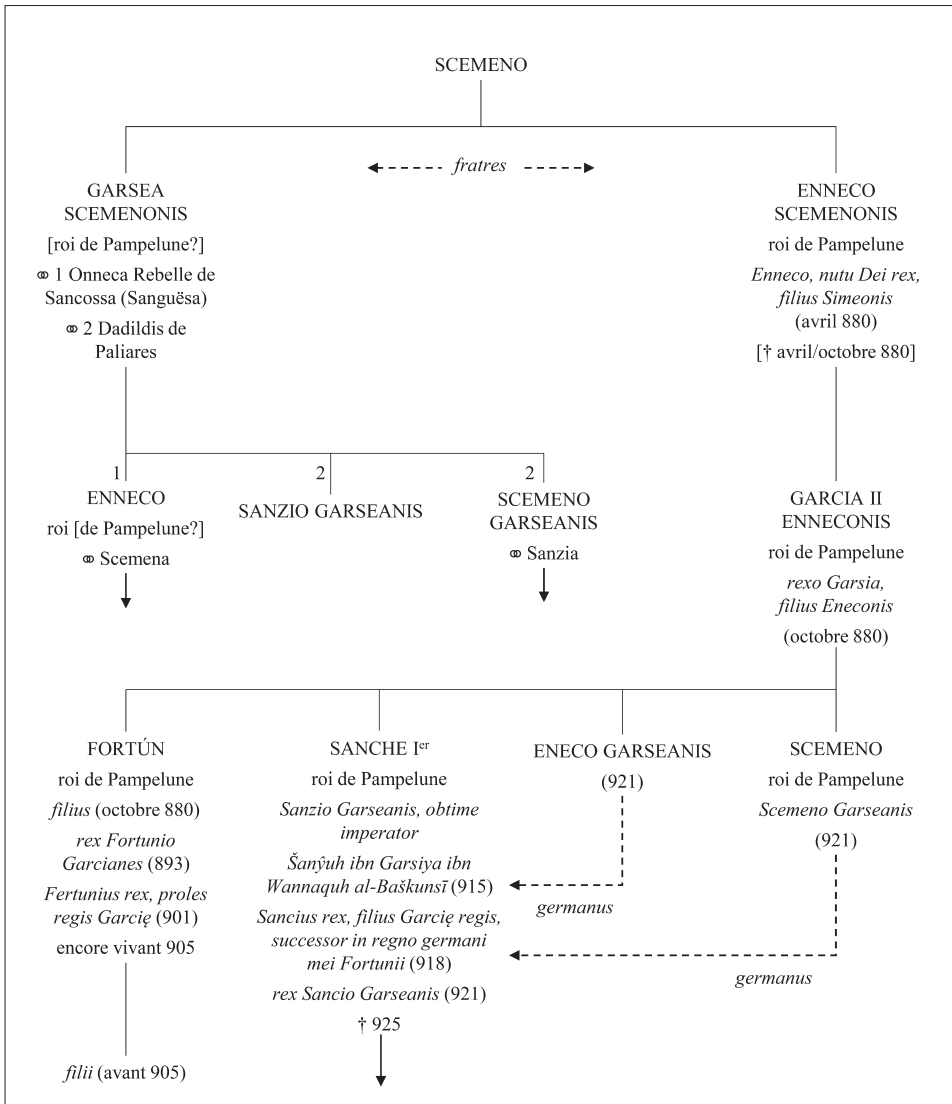 SCEMENO
fratres
GARSEA
SCEMENONIS
[roi de Pampelune?]
⚭ 1 Onneca Rebelle de
Sancossa (Sanguësa)
⚭ 2 Dadildis de
Paliares
ENNECO
SCEMENONIS
roi de Pampelune
Enneco, nutu Dei rex,
filius Simeonis
(avril 880)
[† avril/octobre 880]
1
ENNECO
roi [de Pampelune?]
⚭ Scemena
2
SANZIO GARSEANIS
2
SCEMENO
GARSEANIS
⚭ Sanzia
GARCIA II
ENNECONIS
roi de Pampelune
rexo Garsia,
filius Eneconis
(octobre 880)
FORTÚN
roi de Pampelune
filius (octobre 880)
rex Fortunio
Garcianes (893)
Fertunius rex, proles
regis Garcię (901)
encore vivant 905
filii (avant 905)
SANCHE Ier
roi de Pampelune
Sanzio Garseanis, obtime
imperator
Šanŷuh ibn Garsiya ibn
Wannaquh al-Baškunsī (915)
Sancius rex, filius Garcię regis,
successor in regno germani
mei Fortunii (918)
rex Sancio Garseanis (921)
† 925
ENECO GARSEANIS
(921)
germanus
SCEMENO
roi de Pampelune
Scemeno Garseanis
(921)
germanus